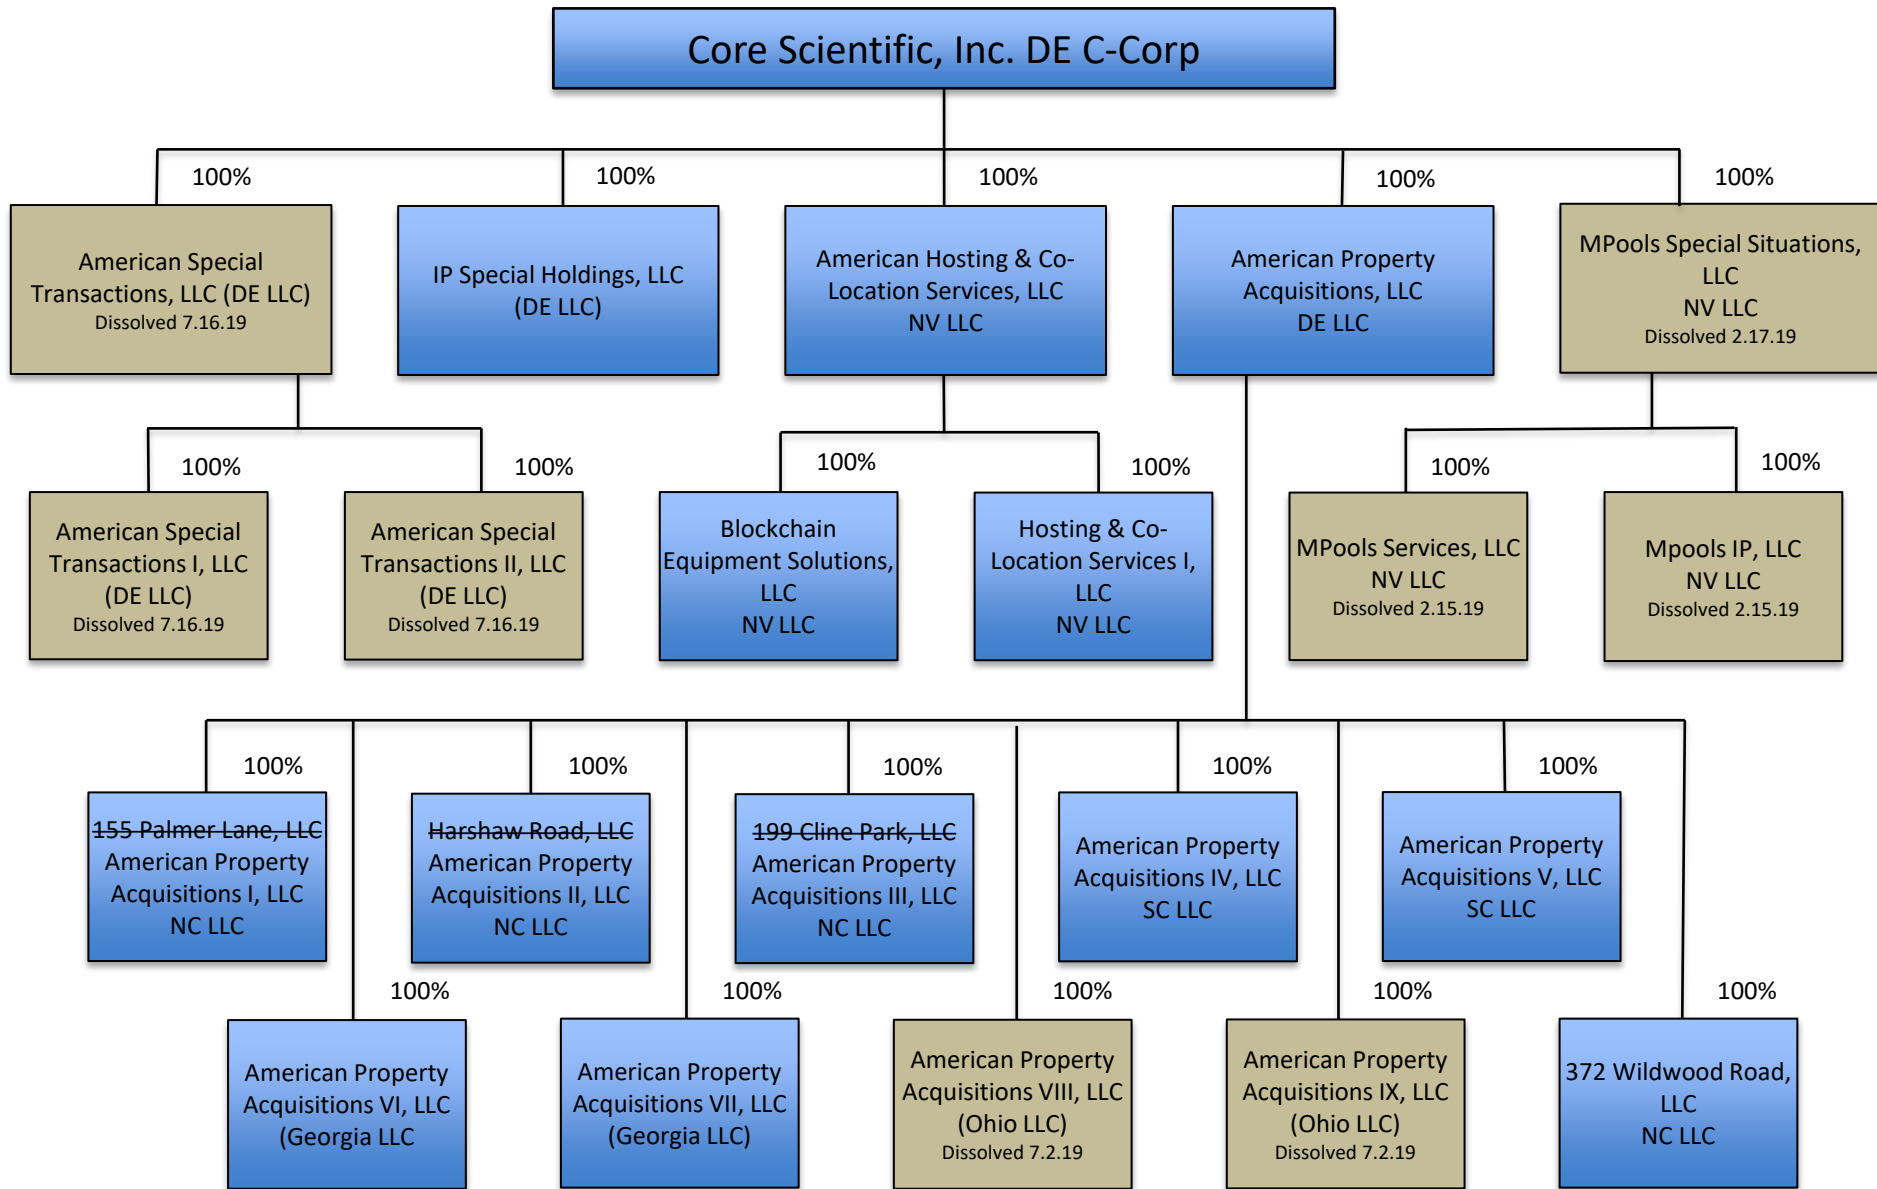 Core Scientific, Inc. DE C-Corp
100%
100%
100%
100%
100%
American Special
Transactions, LLC (DE LLC)
Dissolved 7.16.19
IP Special Holdings, LLC
(DE LLC)
American Hosting & Co-
Location Services, LLC
NV LLC
American Property
Acquisitions, LLC
DE LLC
MPools Special Situations,
LLC
NV LLC
Dissolved 2.17.19
100%
100%
100%
100%
100%
100%
American Special
Transactions I, LLC
(DE LLC)
Dissolved 7.16.19
American Special
Transactions II, LLC
(DE LLC)
Dissolved 7.16.19
Blockchain
Equipment Solutions,
LLC
NV LLC
Hosting & Co-
Location Services I,
LLC
NV LLC
MPools Services, LLC
NV LLC
Dissolved 2.15.19
Mpools IP, LLC
NV LLC
Dissolved 2.15.19
100%
100%
100%
100%
100%
155 Palmer Lane, LLC
American Property
Acquisitions I, LLC
NC LLC
Harshaw Road, LLC
American Property
Acquisitions II, LLC
NC LLC
199 Cline Park, LLC
American Property
Acquisitions III, LLC
NC LLC
American Property
Acquisitions IV, LLC
SC LLC
American Property
Acquisitions V, LLC
SC LLC
100%
100%
100%
100%
100%
American Property
Acquisitions VI, LLC
(Georgia LLC
American Property
Acquisitions VII, LLC
(Georgia LLC)
American Property
Acquisitions VIII, LLC
(Ohio LLC)
Dissolved 7.2.19
American Property
Acquisitions IX, LLC
(Ohio LLC)
Dissolved 7.2.19
372 Wildwood Road,
LLC
NC LLC